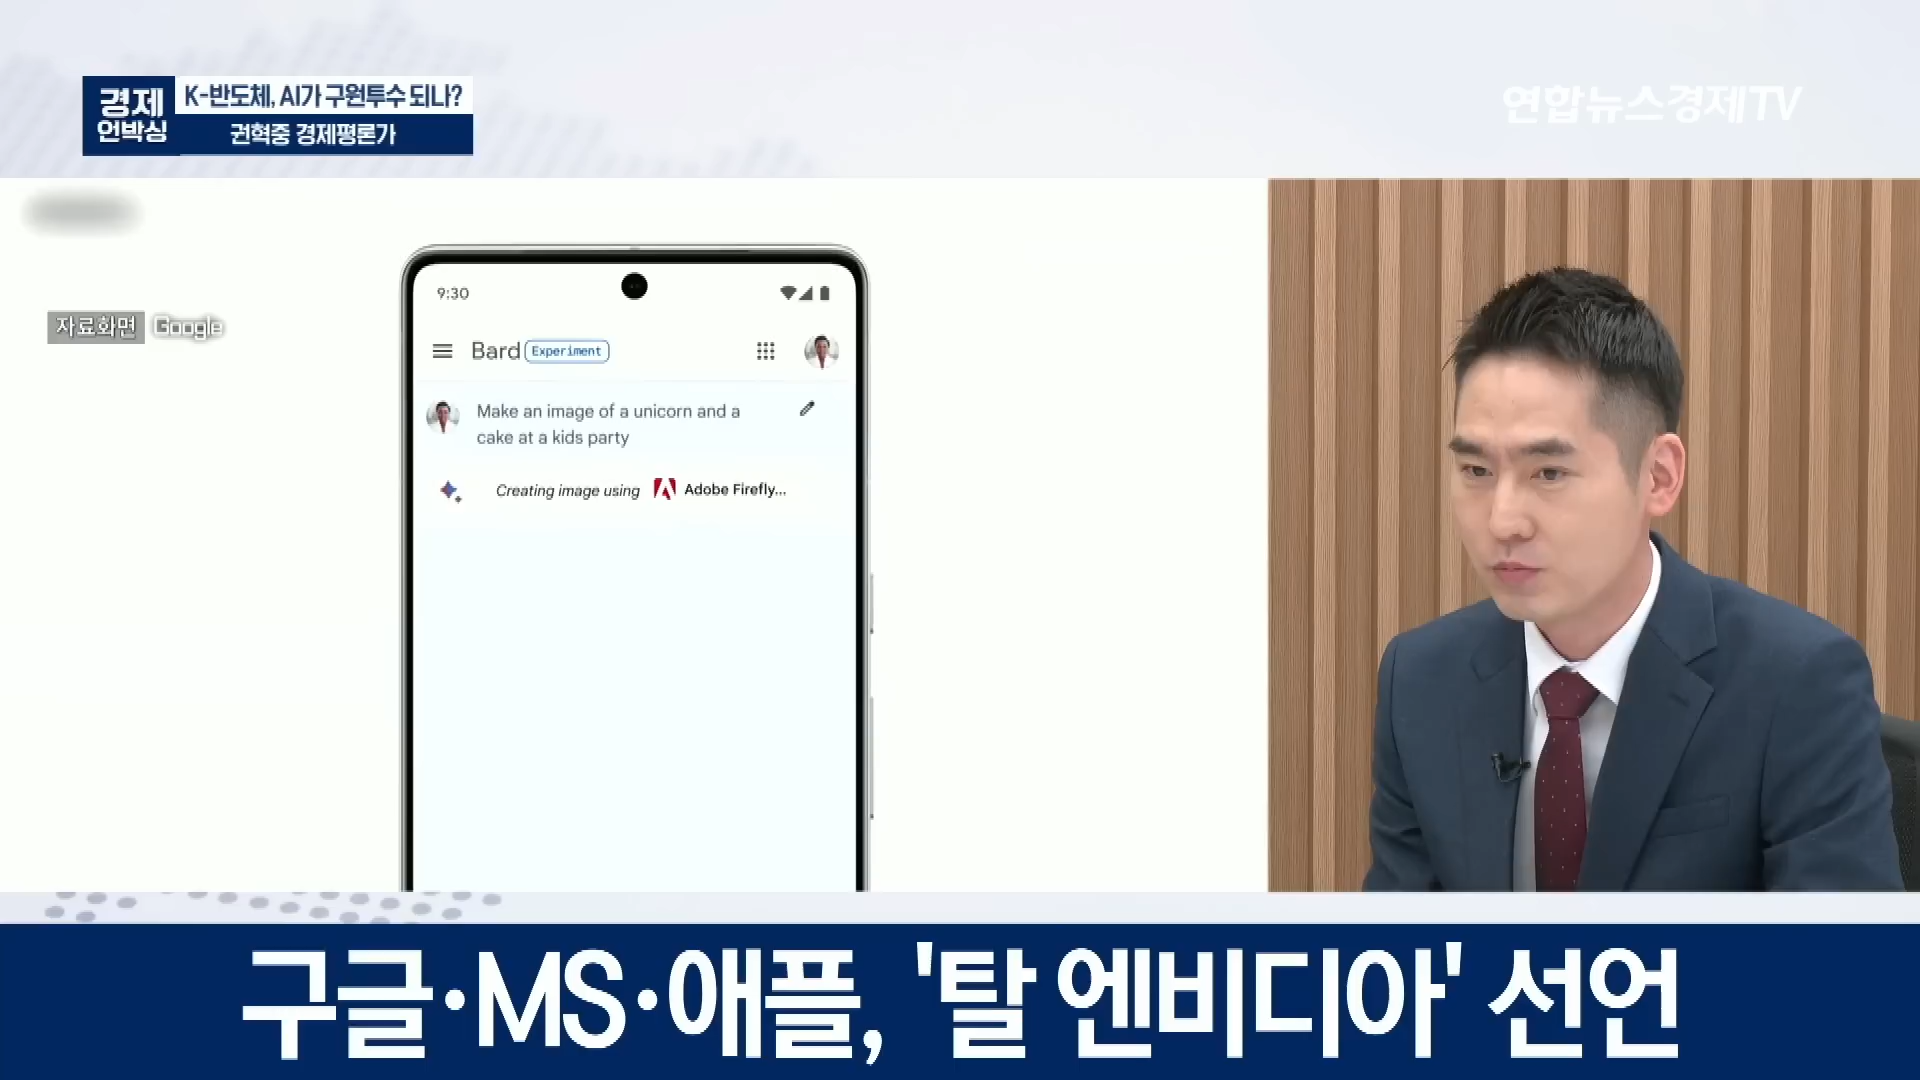 경제
언박싱
K-반도체, AI가 구원투수 되나?
권혁중 경제평론가
연합뉴스경제TV
자료화면 Google
9:30
Bard Experiment
Make an image of a unicorn and a
cake at a kids party
Creating image using Adobe Firefly...
구글·MS·애플, '탈 엔비디아' 선언